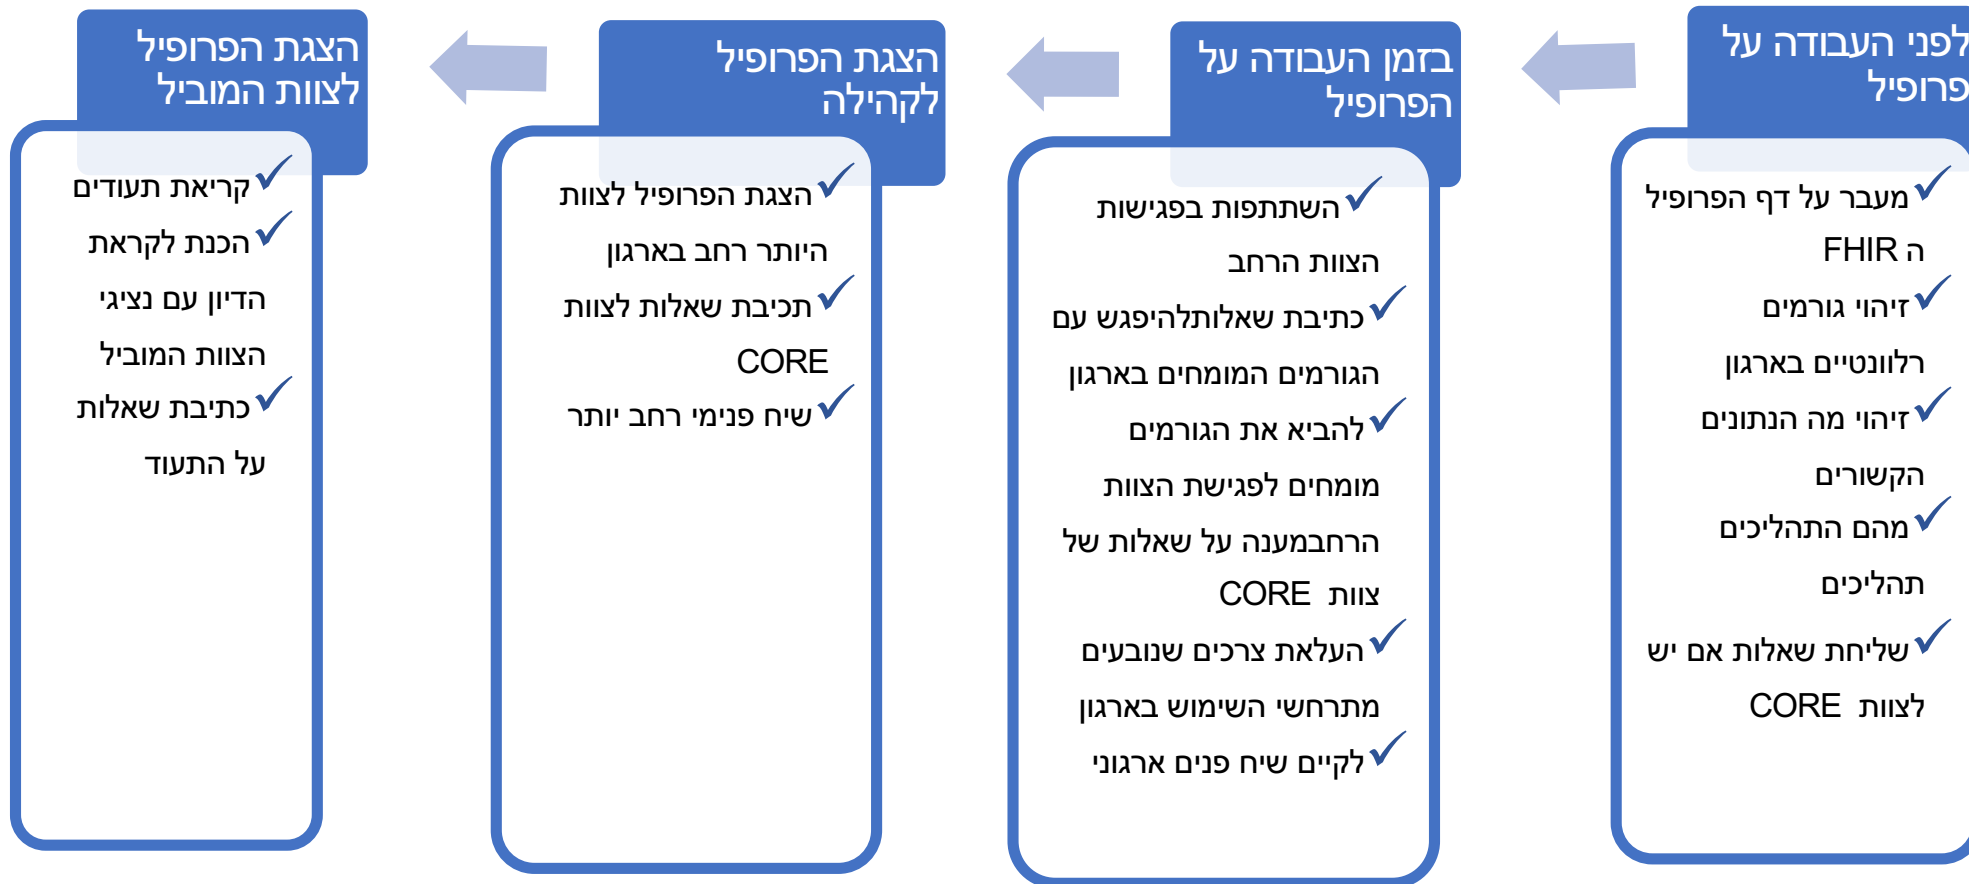 לפני העבודה על
פרופיל
מעבר על דף הפרופיל
ה FHIR
זיהוי גורמים
רלוונטיים בארגון
זיהוי מה הנתונים
הקשורים
מהם התהליכים
תהליכים
שליחת שאלות אם יש
לצוות CORE
בזמן העבודה על
הפרופיל
השתתפות בפגישות
הצוות הרחב
כתיבת שאלותלהיפגש עם
הגורמים המומחים בארגון
להביא את הגורמים
מומחים לפגישת הצוות
הרחבמענה על שאלות של
צוות CORE
העלאת צרכים שנובעים
מתרחשי השימוש בארגון
לקיים שיח פנים ארגוני
הצגת הפרופיל
לקהילה
הצגת הפרופיל לצוות
היותר רחב בארגון
תכיבת שאלות לצוות
CORE
שיח פנימי רחב יותר
הצגת הפרופיל
לצוות המוביל
קריאת תעודים
הכנת לקראת
הדיון עם נציגי
הצוות המוביל
כתיבת שאלות
על התעוד